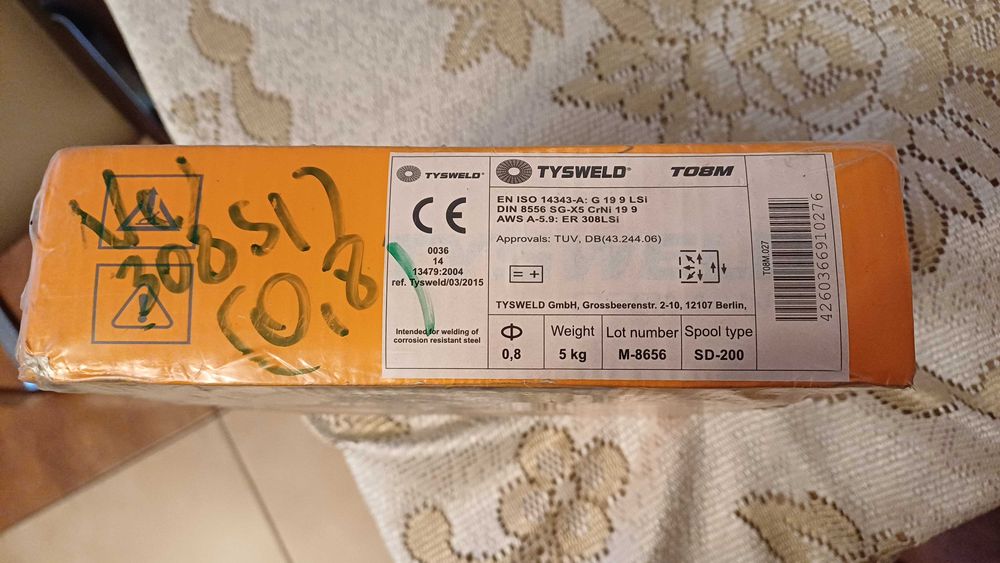 308 Si)
(0,8)
TYSWELD®
CE
0036
14
13479:2004
ref. Tysweld/03/2015
Intended for welding of
corrosion resistant steel
TYSWELD® T08M
EN ISO 14343-A: G 19 9 LSi
DIN 8556 SG-X5 CrNi 19 9
AWS A-5.9: ER 308LSi
Approvals: TUV, DB(43.244.06)
= +
TYSWELD GmbH, Grossbeerenstr. 2-10, 12107 Berlin,
Φ Weight Lot number Spool type
0,8 5 kg M-8656 SD-200
T08M.027
4260366910276